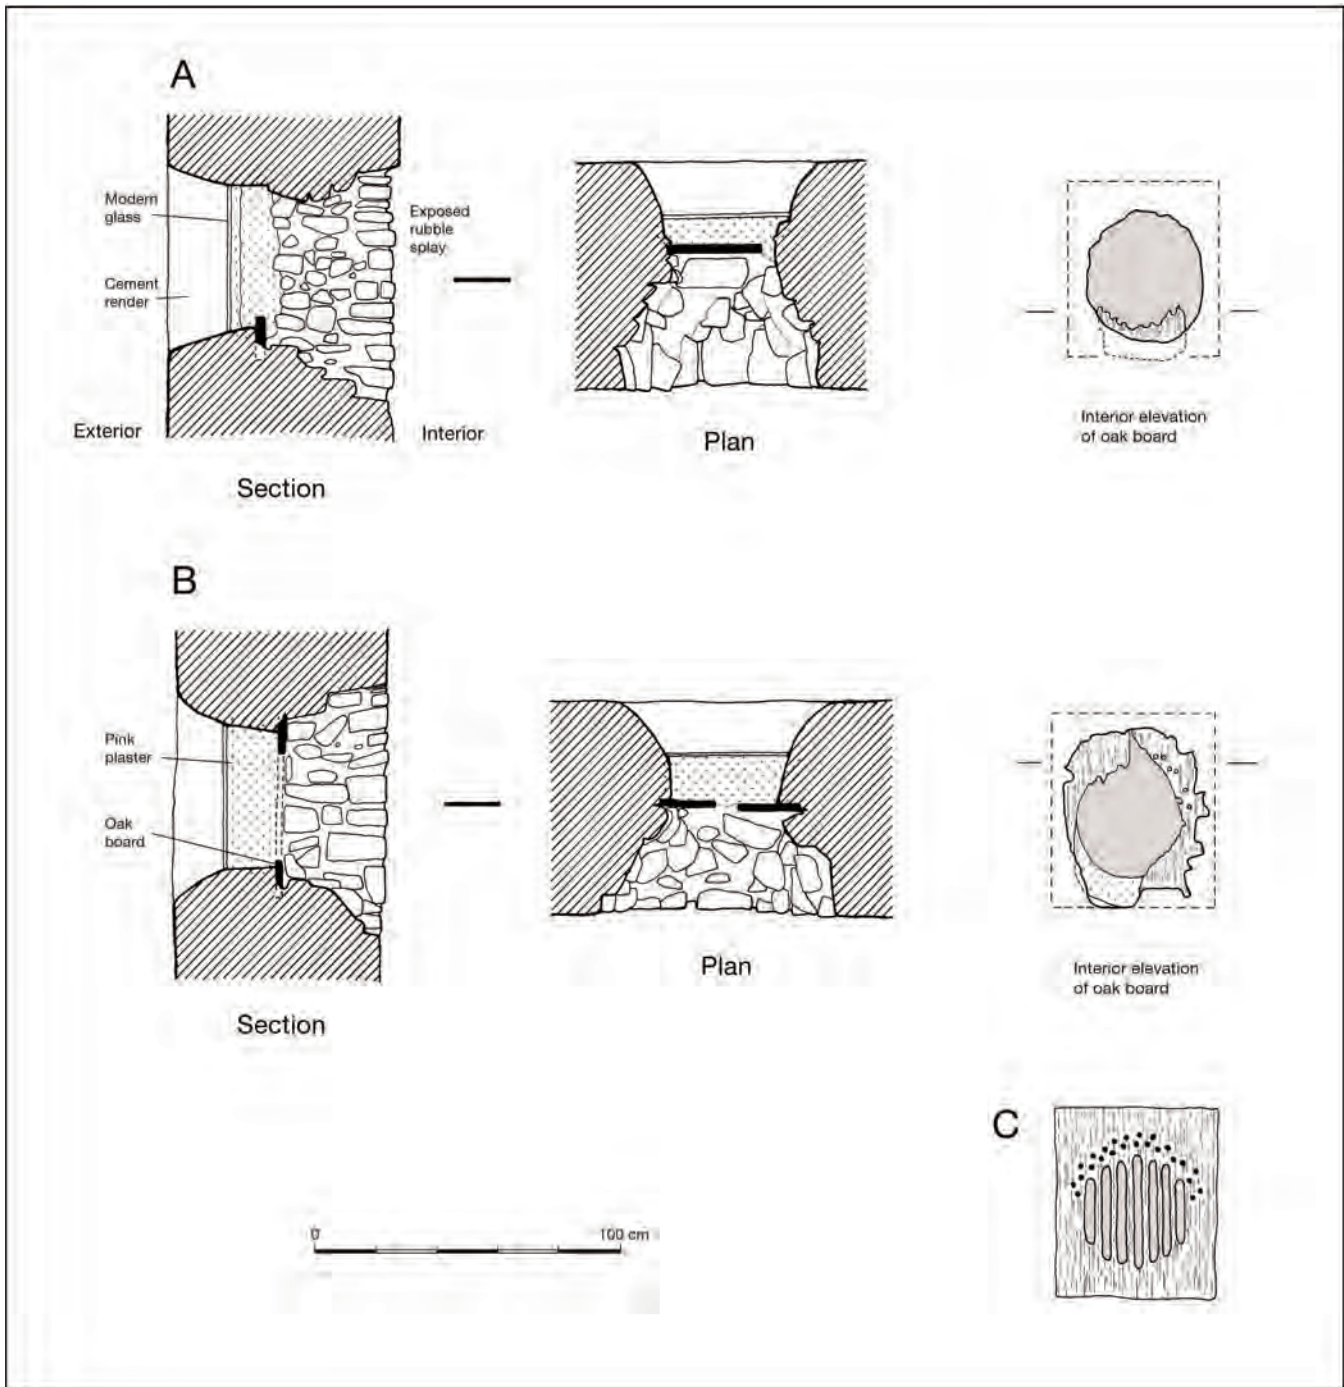 A
Modern
glass
Cement
render
Exposed
rubble
splay
Exterior
Interior
Section
Plan
Interior elevation
of oak board
B
Pink
plaster
Oak
board
Section
Plan
Interior elevation
of oak board
C
0
100 cm